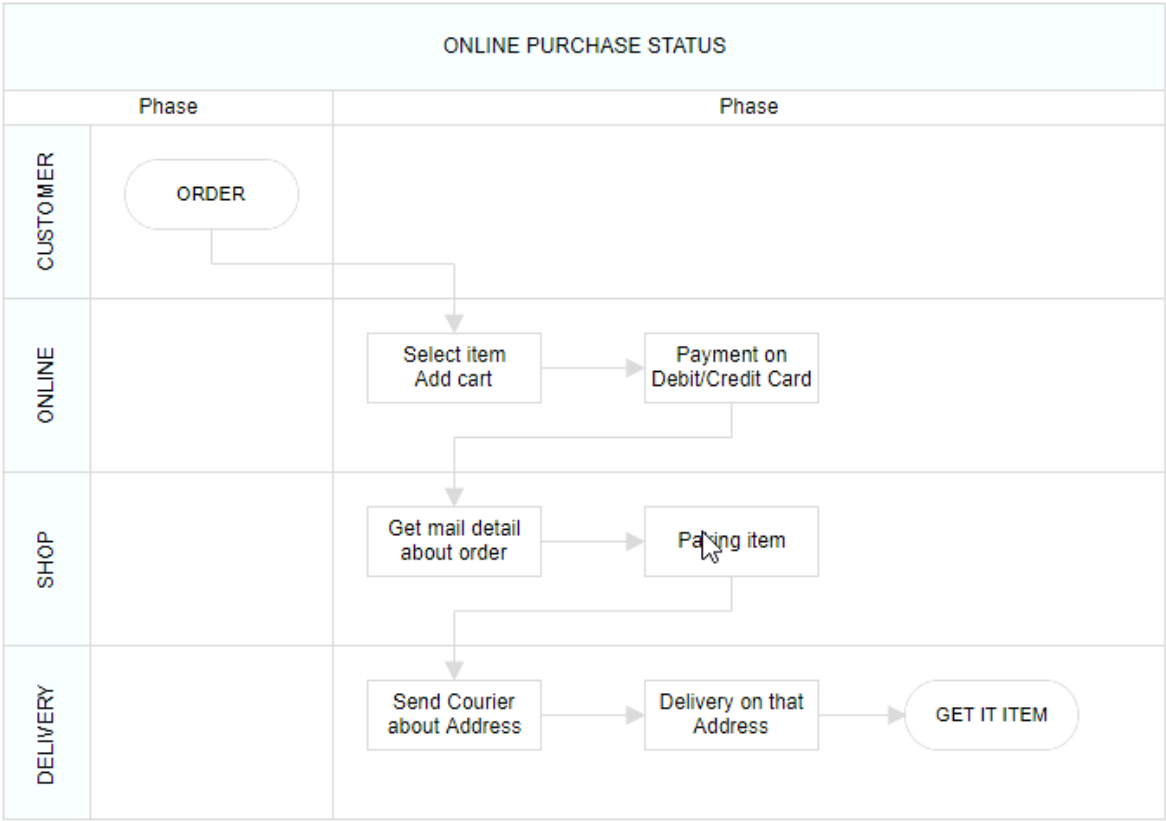 ONLINE PURCHASE STATUS
Phase
Phase
CUSTOMER
ORDER
ONLINE
Select item
Add cart
Payment on
Debit/Credit Card
SHOP
Get mail detail
about order
item
DELIVERY
Send Courier
about Address
Delivery on that
Address
GET IT ITEM